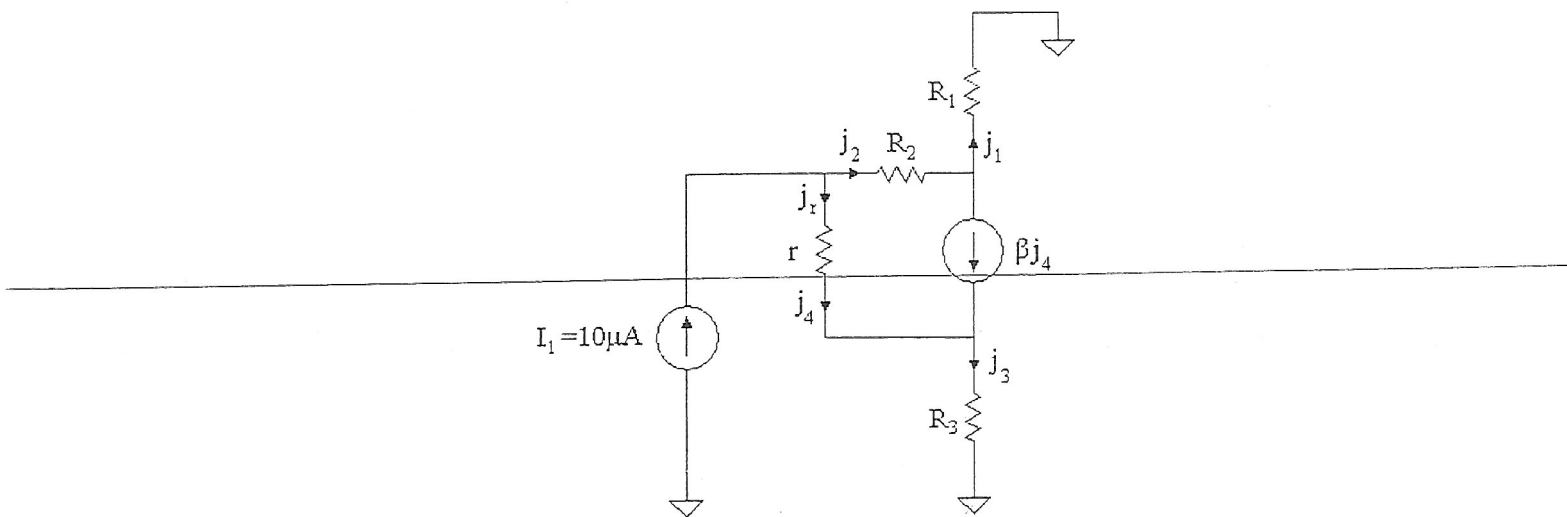 R₁
j₂
R₂
j₁
jᵣ
r
βj₄
j₄
I₁=10µA
j₃
R₃